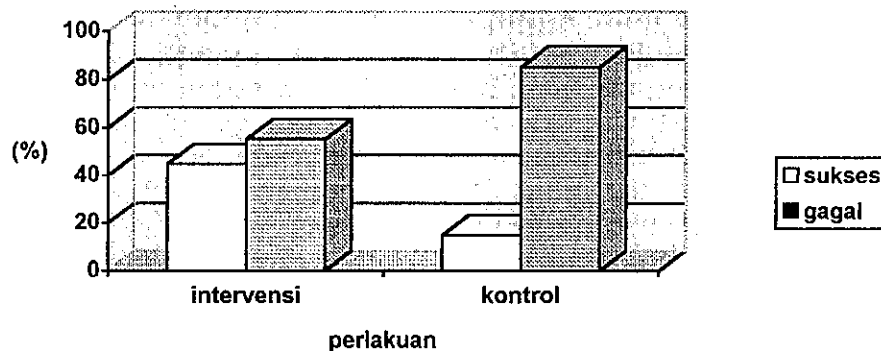 100
80
60
40
20
0
(%)
intervensi
kontrol
perlakuan
sukses
gagal